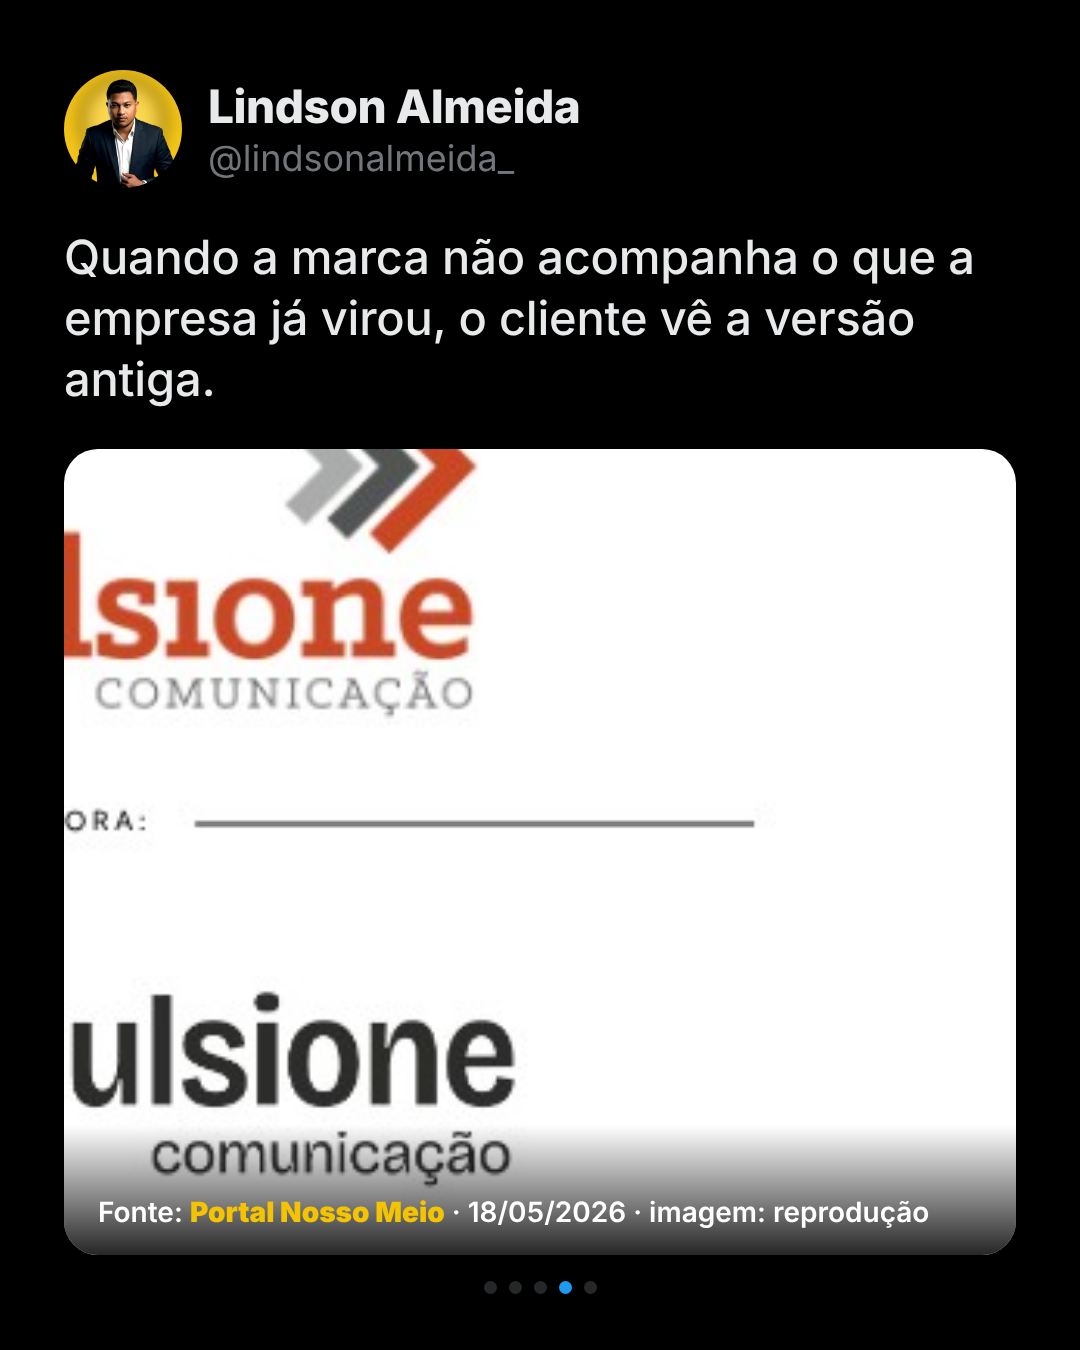 Lindson Almeida
@lindsonalmeida_
Quando a marca não acompanha o que a
empresa já virou, o cliente vê a versão
antiga.
lsione
COMUNICAÇÃO
ORA:
ulsione
comunicação
Fonte: Portal Nosso Meio · 18/05/2026 · imagem: reprodução